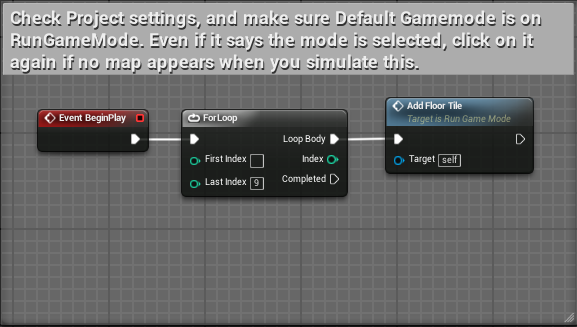 Check Project settings, and make sure Default Gamemode is on
RunGameMode. Even if it says the mode is selected, click on it
again if no map appears when you simulate this.
Event BeginPlay
ForLoop
Loop Body
First Index
Index
Last Index 9
Completed
Add Floor Tile
Target is Run Game Mode
Target self